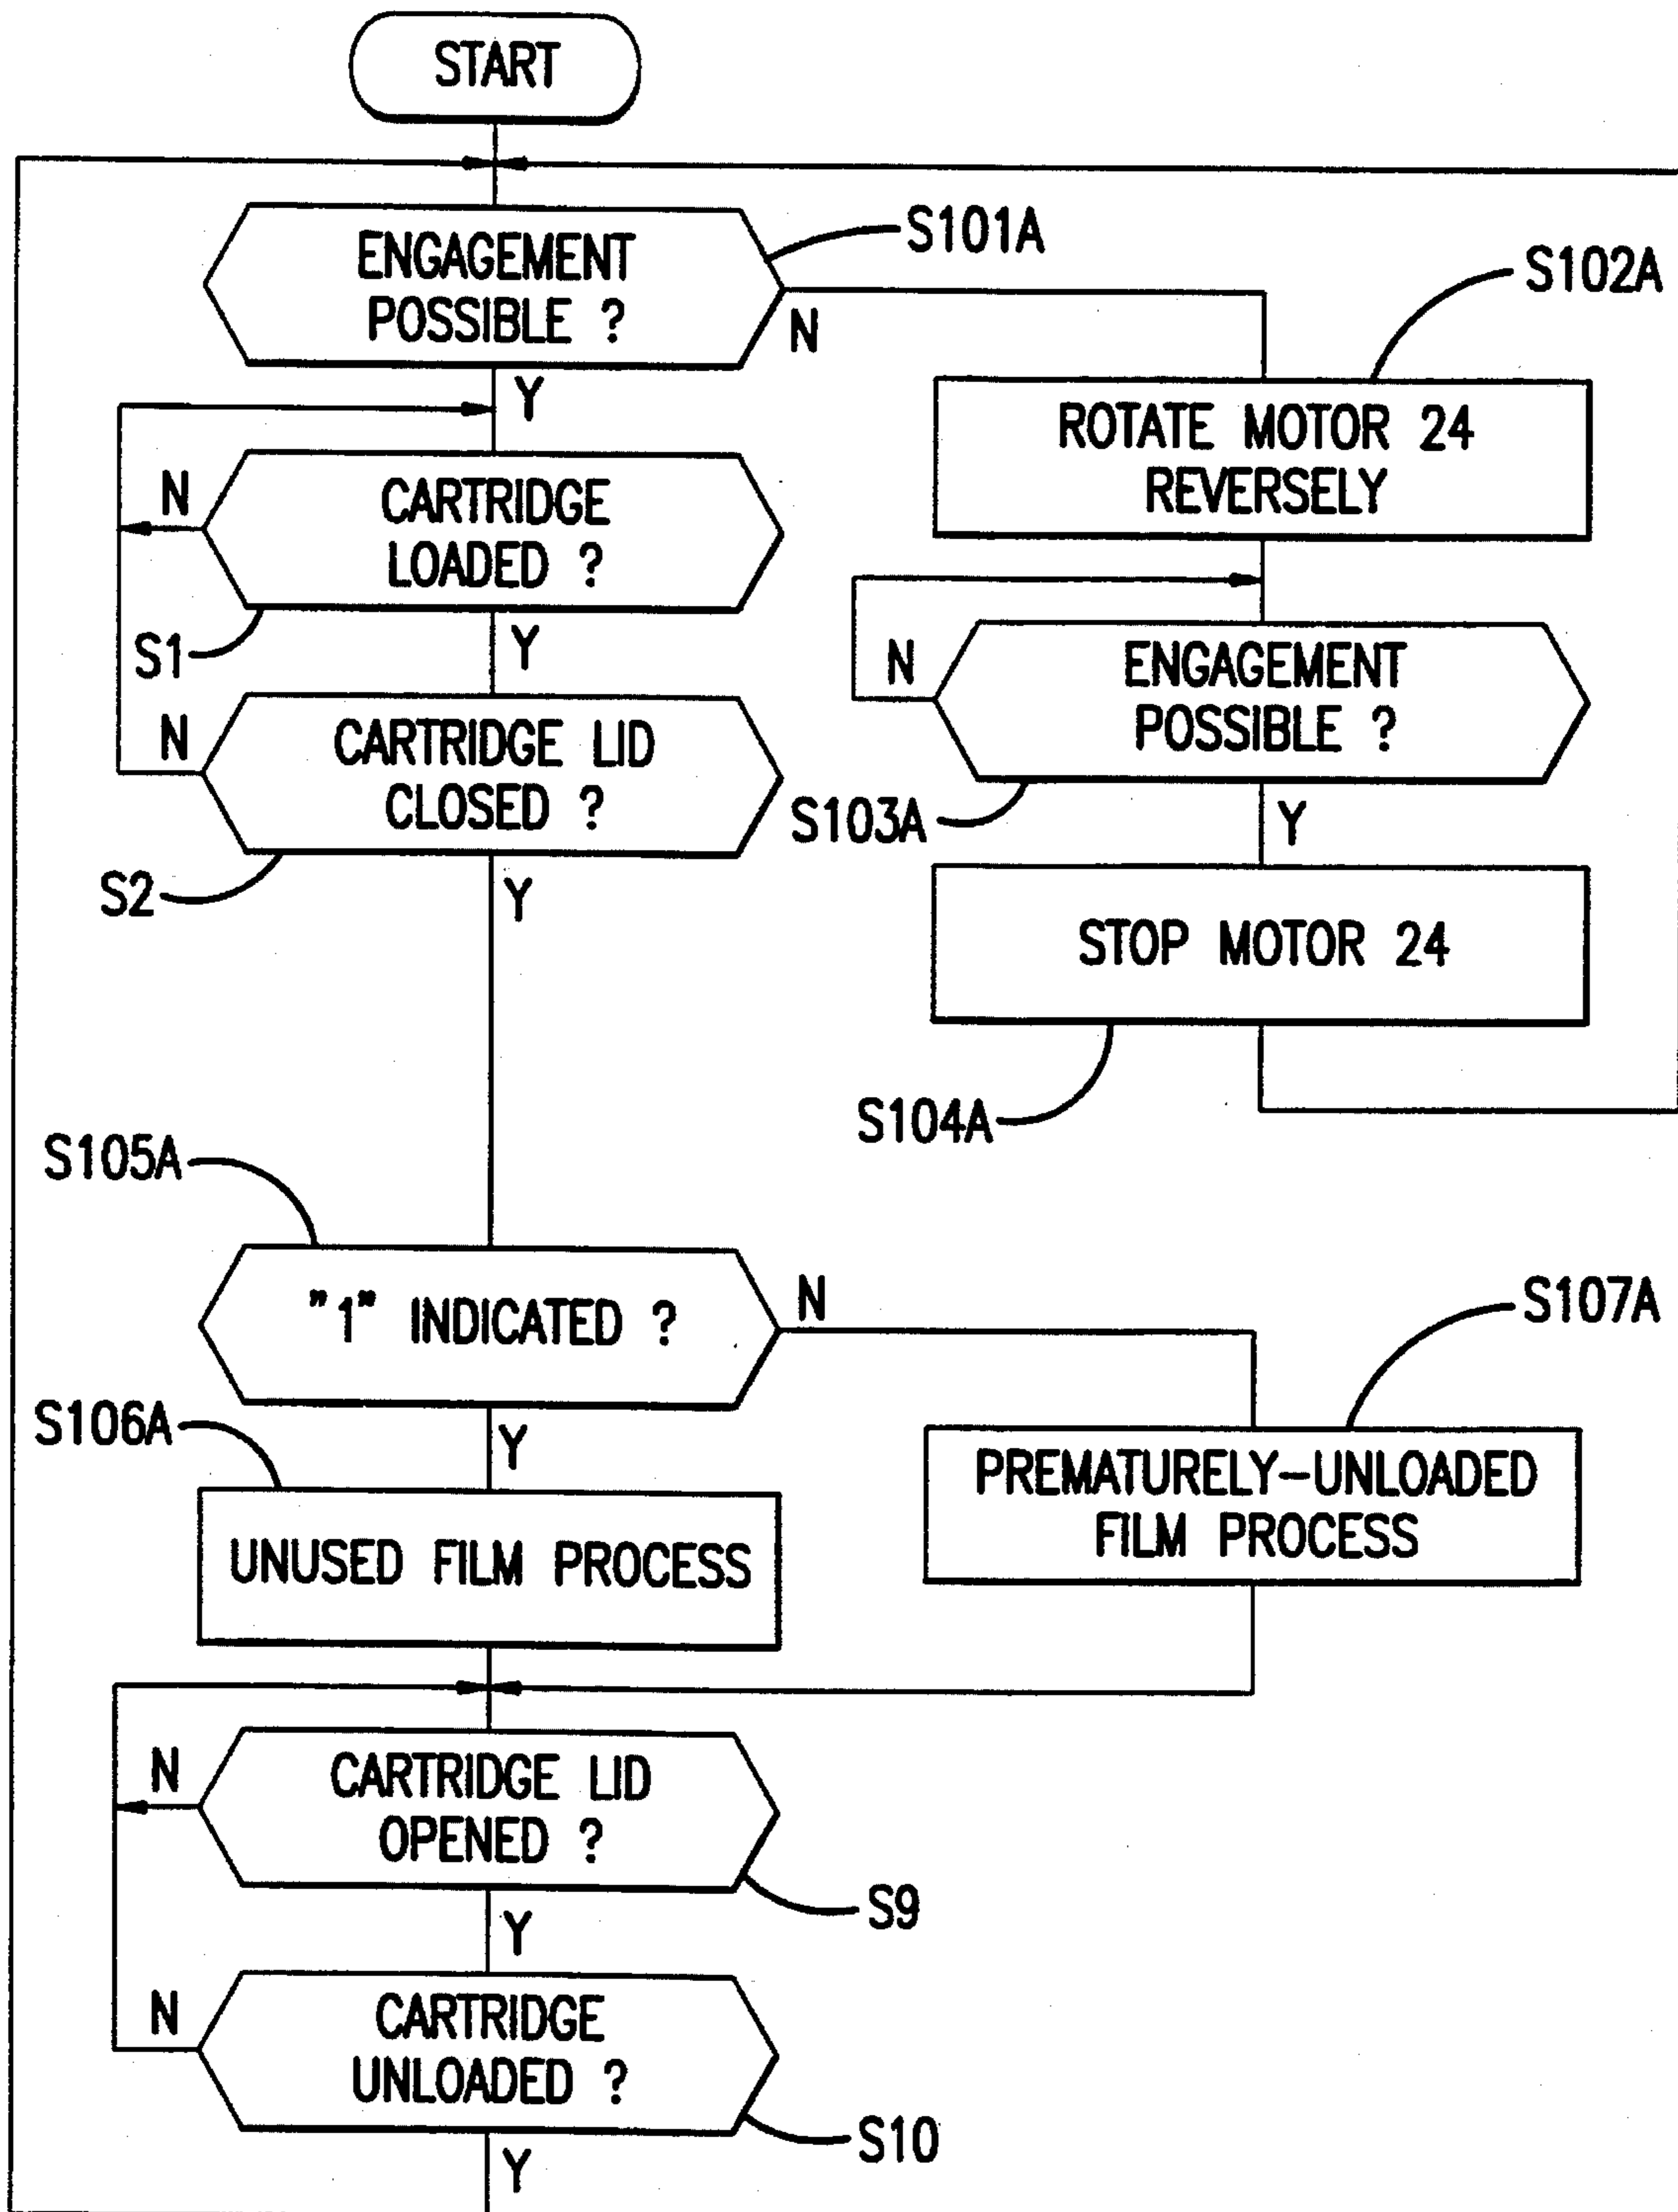 START
ENGAGEMENT
POSSIBLE ?
S101A
N
Y
S102A
ROTATE MOTOR 24
REVERSELY
N
CARTRIDGE
LOADED ?
S1
Y
N
ENGAGEMENT
POSSIBLE ?
S103A
Y
N
CARTRIDGE LID
CLOSED ?
S2
Y
STOP MOTOR 24
S104A
S105A
"1" INDICATED ?
N
S107A
S106A
Y
PREMATURELY-UNLOADED
FILM PROCESS
UNUSED FILM PROCESS
N
CARTRIDGE LID
OPENED ?
S9
Y
N
CARTRIDGE
UNLOADED ?
S10
Y